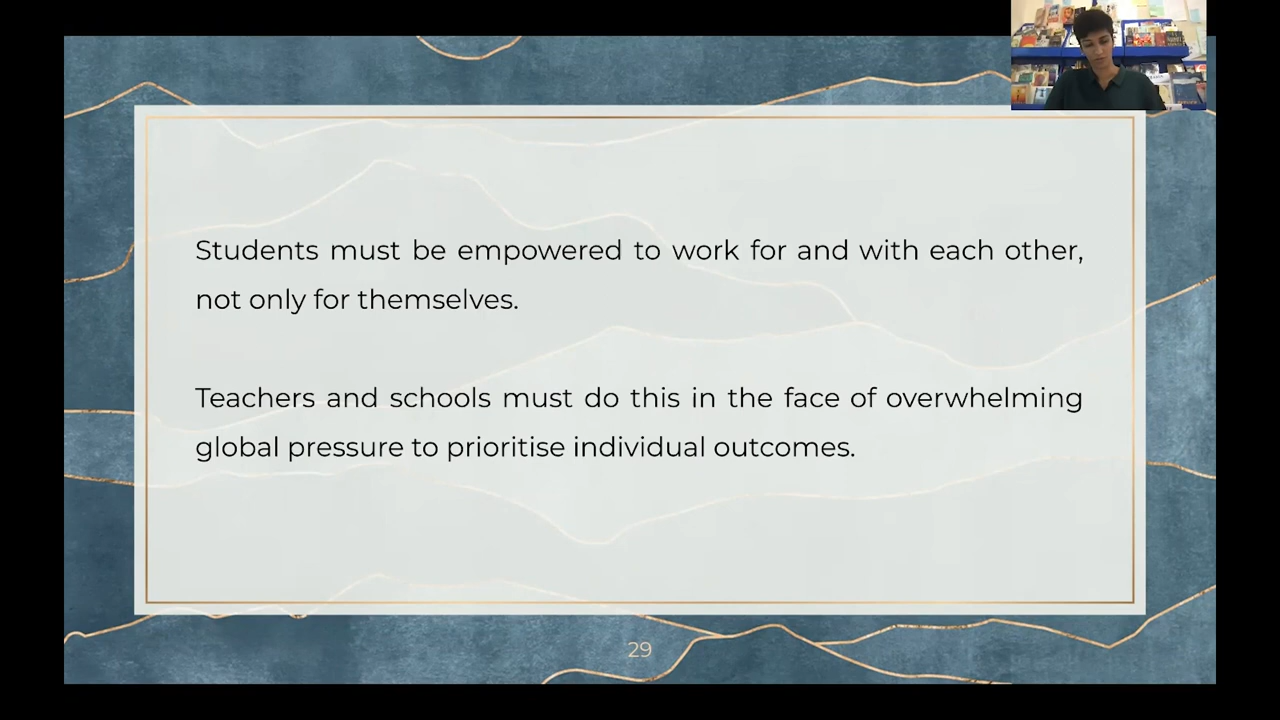 Students must be empowered to work for and with each other,
not only for themselves.
Teachers and schools must do this in the face of overwhelming
global pressure to prioritise individual outcomes.
29